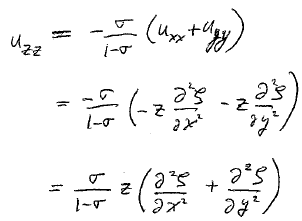 u_zz = -σ/(1-σ) (u_xx + u_yy)
= -σ/(1-σ) (-z ∂²ζ/∂x² - z ∂²ζ/∂y²)
= σ/(1-σ) z (∂²ζ/∂x² + ∂²ζ/∂y²)